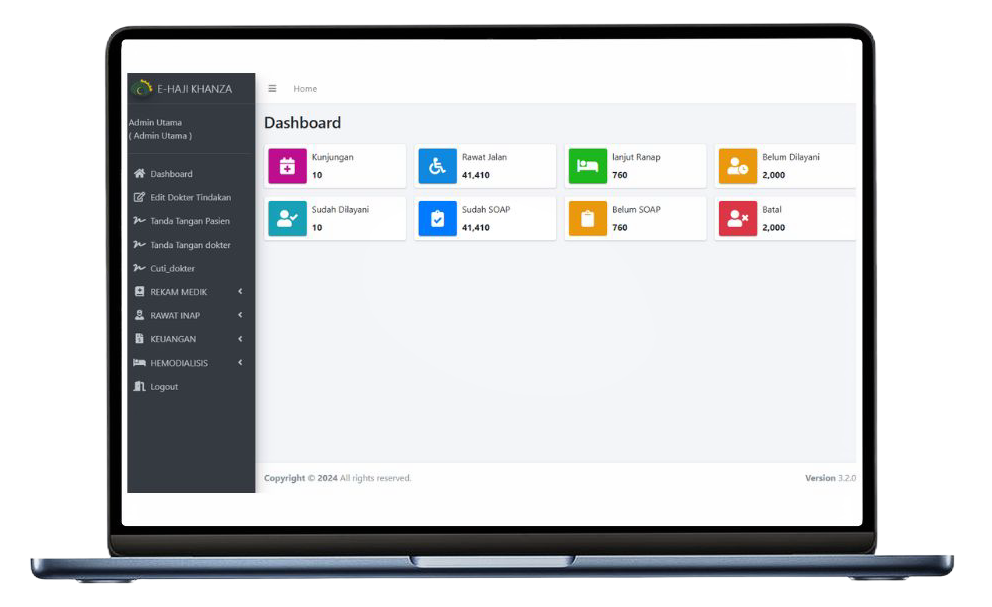 E-HAJI KHANZA
Home
Admin Utama
( Admin Utama )
Dashboard
Edit Dokter Tindakan
Tanda Tangan Pasien
Tanda Tangan dokter
Cuti_dokter
REKAM MEDIK
RAWAT INAP
KEUANGAN
HEMODIALISIS
Logout
Dashboard
Kunjungan
10
Rawat Jalan
41,410
lanjut Ranap
760
Belum Dilayani
2,000
Sudah Dilayani
10
Sudah SOAP
41,410
Belum SOAP
760
Batal
2,000
Copyright © 2024 All rights reserved.
Version 3.2.0